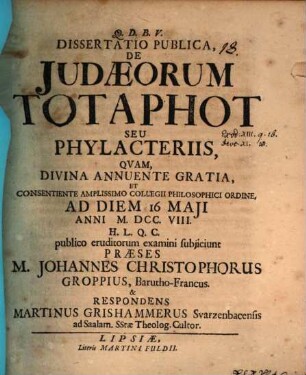 Q. D. B. V.
DISSERTATIO PUBLICA, 18.
DE
JUDÆORUM
TOTAPHOT
SEU
PHYLACTERIIS,
QVAM,
DIVINA ANNUENTE GRATIA,
ET
CONSENTIENTE AMPLISSIMO COLLEGII PHILOSOPHICI ORDINE,
AD DIEM 16 MAJI
ANNI M. DCC. VIII.
H. L. Q. C.
publico eruditorum examini subjiciunt
PRÆSES
M. JOHANNES CHRISTOPHORUS
GROPPIUS, Barutho-Francus.
&
RESPONDENS
MARTINUS GRISHAMMERUS Svarzenbacensis
ad Saalam. SSræ Theolog. Cultor.
LIPSIÆ,
Literis MARTINI FULDII.